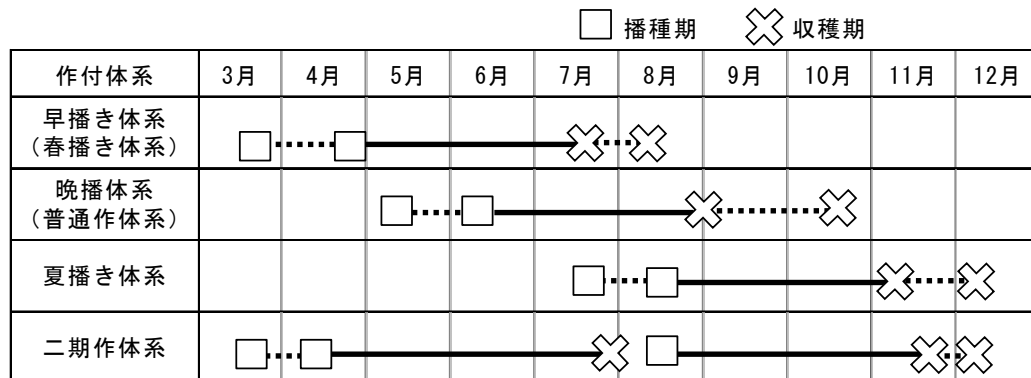 播種期 収穫期
作付体系 3月 4月 5月 6月 7月 8月 9月 10月 11月 12月
早播き体系
（春播き体系）
晩播体系
（普通作体系）
夏播き体系
二期作体系